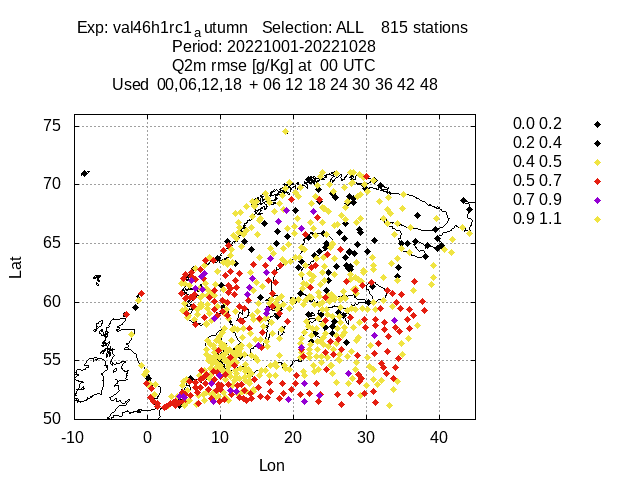 Exp: val46h1rc1_autumn   Selection: ALL    815 stations
Period: 20221001-20221028
Q2m rmse [g/Kg] at  00 UTC
Used  00,06,12,18  + 06 12 18 24 30 36 42 48
0.0 0.2
0.2 0.4
0.4 0.5
0.5 0.7
0.7 0.9
0.9 1.1
75
70
65
60
55
50
Lat
-10 0 10 20 30 40
Lon